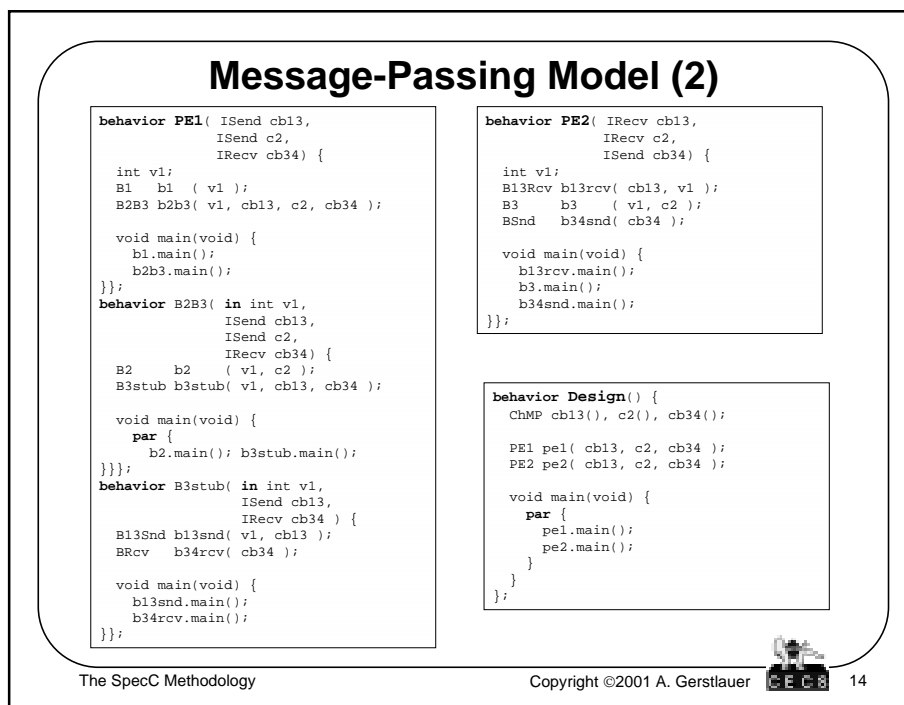 Message-Passing Model (2)
behavior PE1( ISend cb13,
ISend c2,
IRecv cb34) {
int v1;
B1 b1 ( v1 );
B2B3 b2b3( v1, cb13, c2, cb34 );
void main(void) {
b1.main();
b2b3.main();
}};
behavior B2B3( in int v1,
ISend cb13,
ISend c2,
IRecv cb34) {
B2 b2 ( v1, c2 );
B3stub b3stub( v1, cb13, cb34 );
void main(void) {
par {
b2.main(); b3stub.main();
}}};
behavior B3stub( in int v1,
ISend cb13,
IRecv cb34 ) {
B13Snd b13snd( v1, cb13 );
BRcv b34rcv( cb34 );
void main(void) {
b13snd.main();
b34rcv.main();
}};
behavior PE2( IRecv cb13,
IRecv c2,
ISend cb34) {
int v1;
B13Rcv b13rcv( cb13, v1 );
B3 b3 ( v1, c2 );
BSnd b34snd( cb34 );
void main(void) {
b13rcv.main();
b3.main();
b34snd.main();
}};
behavior Design() {
ChMP cb13(), c2(), cb34();
PE1 pe1( cb13, c2, cb34 );
PE2 pe2( cb13, c2, cb34 );
void main(void) {
par {
pe1.main();
pe2.main();
}
}
};
The SpecC Methodology
Copyright ©2001 A. Gerstlauer
CECS
14